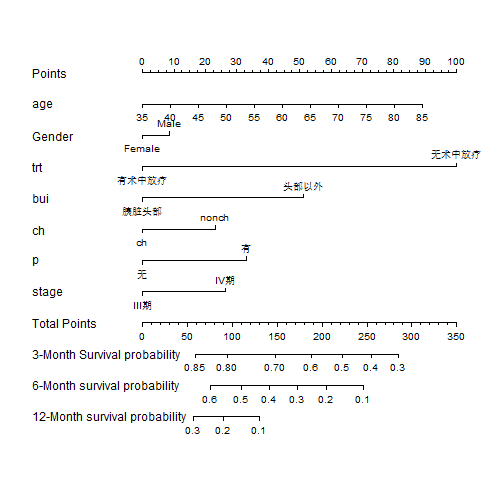 0 10 20 30 40 50 60 70 80 90 100
Points
age
35 40 45 50 55 60 65 70 75 80 85
Male
Gender
Female
无术中放疗
trt
有术中放疗
头部以外
bui
胰脏头部
nonch
ch
ch
有
p
无
IV期
stage
III期
Total Points
0 50 100 150 200 250 300 350
3-Month Survival probability
0.85 0.80 0.70 0.6 0.5 0.4 0.3
6-Month survival probability
0.6 0.5 0.4 0.3 0.2 0.1
12-Month survival probability
0.3 0.2 0.1